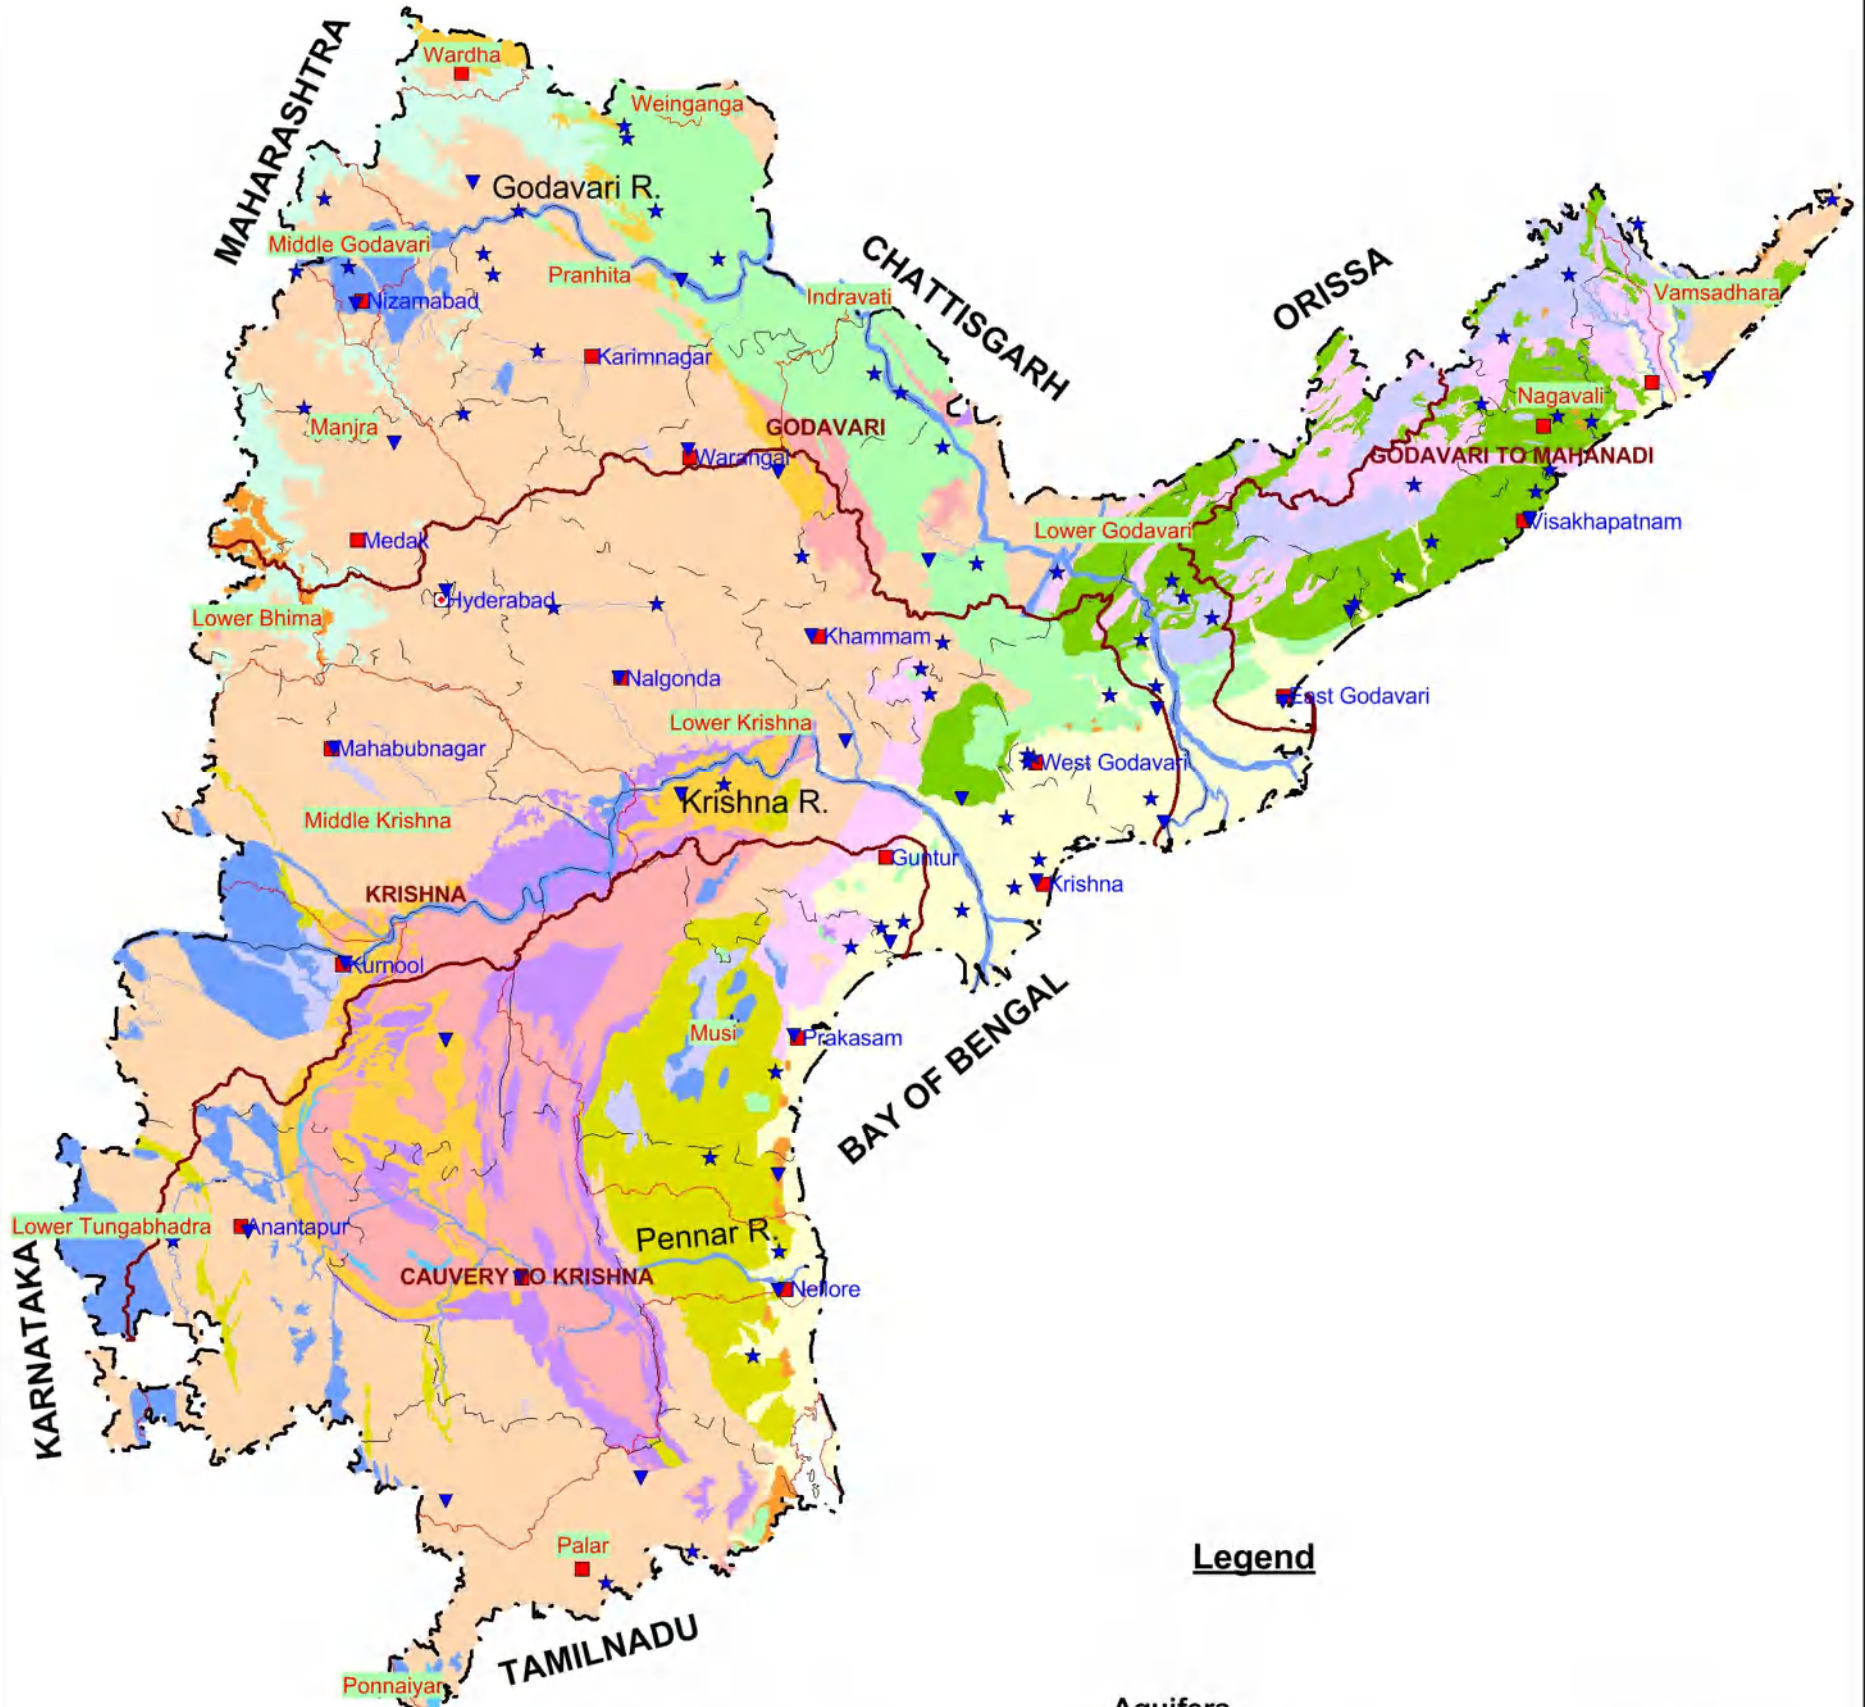 Wardha
MAHARASHTRA
Weinganga
Godavari R.
Middle Godavari
Pranhita
Indravati
CHATTISGARH
ORISSA
Vamsadhara
Nizamabad
Karimnagar
Nagavali
Manjra
GODAVARI
Warangal
GODAVARI TO MAHANADI
Medak
Lower Godavari
Visakhapatnam
Hyderabad
Lower Bhima
Khammam
Nalgonda
East Godavari
Lower Krishna
Mahabubnagar
West Godavari
Krishna R.
Middle Krishna
Guntur
Krishna
KRISHNA
Kurnool
Musi
Prakasam
BAY OF BENGAL
Lower Tungabhadra
Anantapur
Pennar R.
KARNATAKA
CAUVERY TO KRISHNA
Nellore
Palar
Legend
TAMILNADU
Ponnaiyar
Aquifers